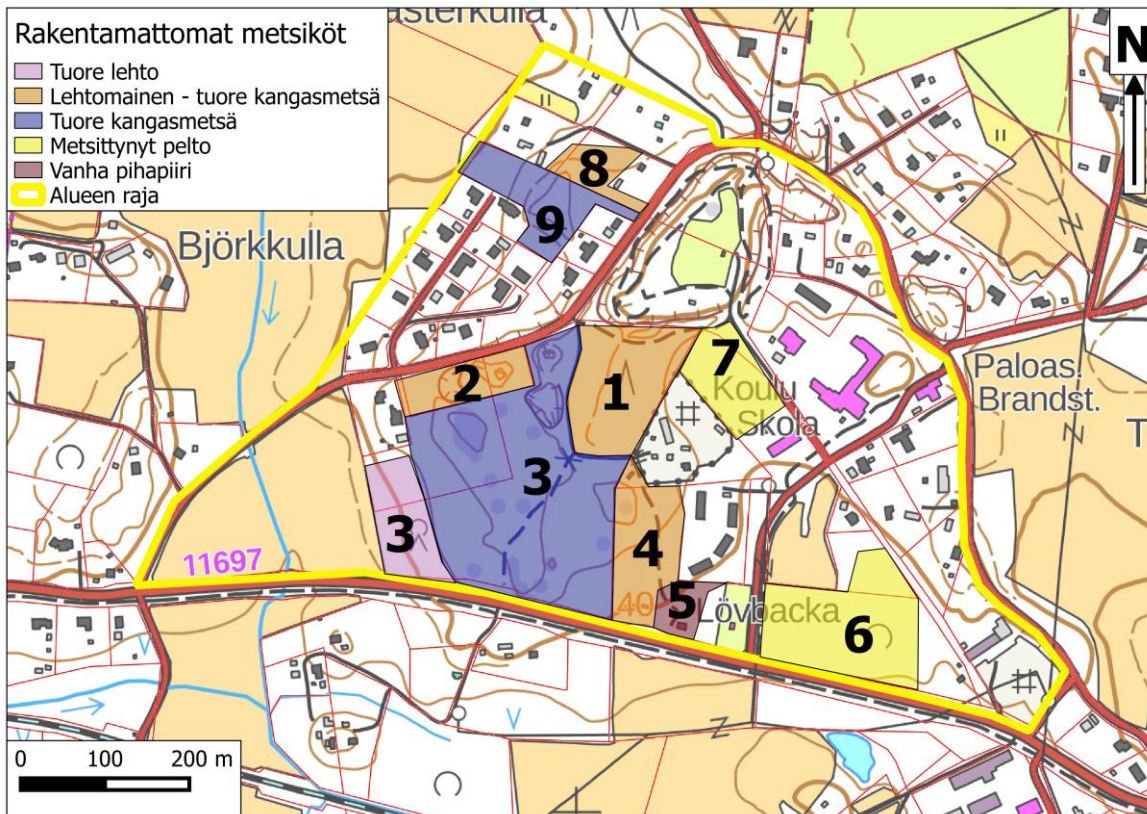 Rakentamattomat metsiköt
Tuore lehto
Lehtomainen - tuore kangasmetsä
Tuore kangasmetsä
Metsittynyt pelto
Vanha pihapiiri
Alueen raja
N
8
9
Björkkulla
2
1
7
Koulu
Skola
Paloas.
Brandst.
T
3
3
4
11697
40
5
Lövbacka
6
0 100 200 m